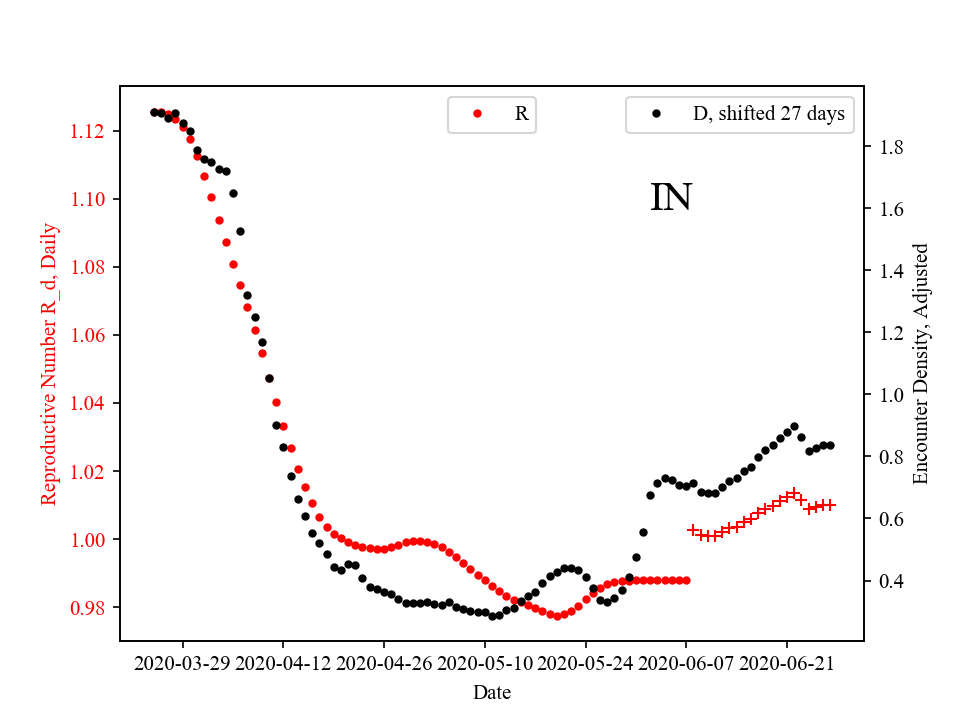 R
D, shifted 27 days
IN
Reproductive Number R_d, Daily
1.12
1.10
1.08
1.06
1.04
1.02
1.00
0.98
1.8
1.6
1.4
1.2
1.0
0.8
0.6
0.4
Encounter Density, Adjusted
2020-03-29 2020-04-12 2020-04-26 2020-05-10 2020-05-24 2020-06-07 2020-06-21
Date